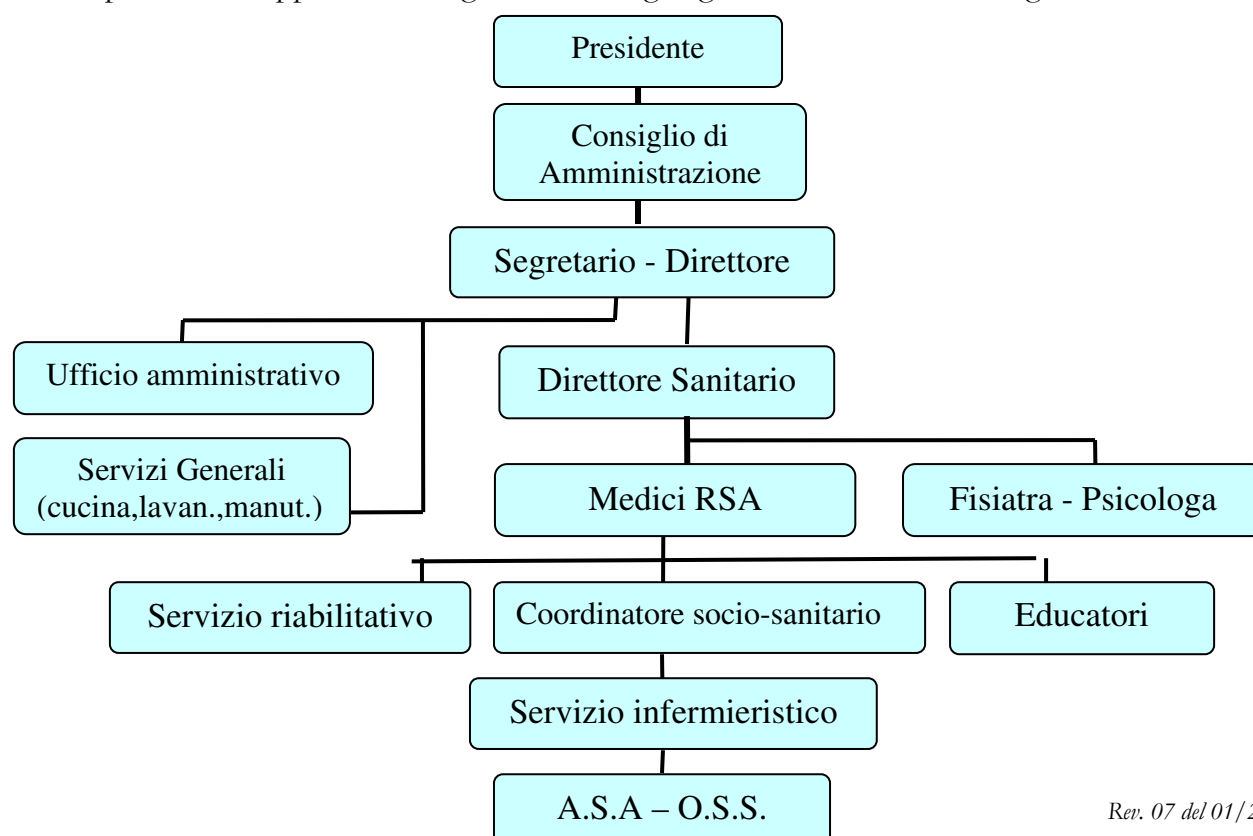 Presidente
Consiglio di
Amministrazione
Segretario - Direttore
Ufficio amministrativo
Direttore Sanitario
Servizi Generali
(cucina,lavan.,manut.)
Medici RSA
Fisiatra - Psicologa
Servizio riabilitativo
Coordinatore socio-sanitario
Educatori
Servizio infermieristico
A.S.A – O.S.S.
Rev. 07 del 01/2